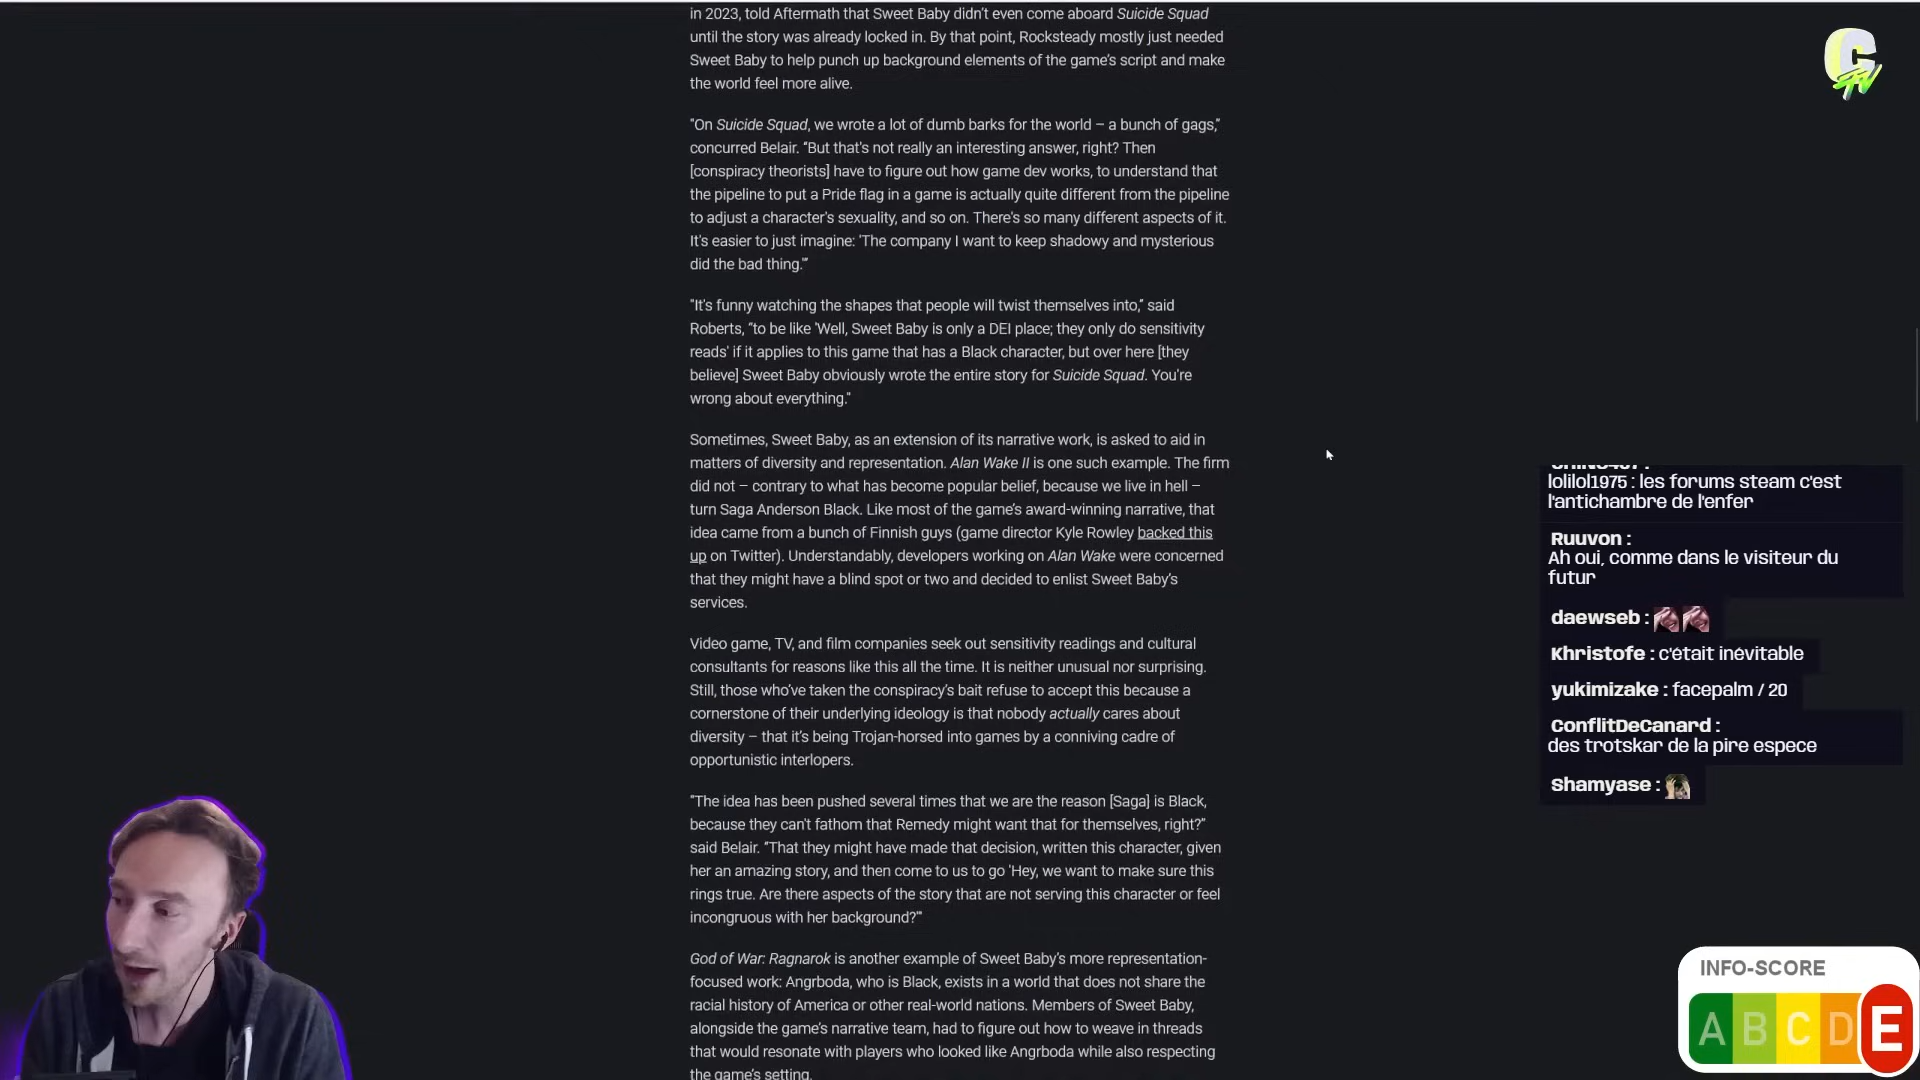 in 2023, told Aftermath that Sweet Baby didn't even come aboard Suicide Squad
until the story was already locked in. By that point, Rocksteady mostly just needed
Sweet Baby to help punch up background elements of the game's script and make
the world feel more alive.
"On Suicide Squad, we wrote a lot of dumb barks for the world – a bunch of gags,"
concurred Belair. "But that's not really an interesting answer, right? Then
[conspiracy theorists] have to figure out how game dev works, to understand that
the pipeline to put a Pride flag in a game is actually quite different from the pipeline
to adjust a character's sexuality, and so on. There's so many different aspects of it.
It's easier to just imagine: 'The company I want to keep shadowy and mysterious
did the bad thing.'"
"It's funny watching the shapes that people will twist themselves into," said
Roberts, "to be like 'Well, Sweet Baby is only a DEI place; they only do sensitivity
reads' if it applies to this game that has a Black character, but over here [they
believe] Sweet Baby obviously wrote the entire story for Suicide Squad. You're
wrong about everything."
Sometimes, Sweet Baby, as an extension of its narrative work, is asked to aid in
matters of diversity and representation. Alan Wake II is one such example. The firm
did not – contrary to what has become popular belief, because we live in hell –
turn Saga Anderson Black. Like most of the game's award-winning narrative, that
idea came from a bunch of Finnish guys (game director Kyle Rowley backed this
up on Twitter). Understandably, developers working on Alan Wake were concerned
that they might have a blind spot or two and decided to enlist Sweet Baby's
services.
Video game, TV, and film companies seek out sensitivity readings and cultural
consultants for reasons like this all the time. It is neither unusual nor surprising.
Still, those who've taken the conspiracy's bait refuse to accept this because a
cornerstone of their underlying ideology is that nobody actually cares about
diversity – that it's being Trojan-horsed into games by a conniving cadre of
opportunistic interlopers.
"The idea has been pushed several times that we are the reason [Saga] is Black,
because they can't fathom that Remedy might want that for themselves, right?"
said Belair. "That they might have made that decision, written this character, given
her an amazing story, and then come to us to go 'Hey, we want to make sure this
rings true. Are there aspects of the story that are not serving this character or feel
incongruous with her background?'"
God of War: Ragnarok is another example of Sweet Baby's more representation-
focused work: Angrboda, who is Black, exists in a world that does not share the
racial history of America or other real-world nations. Members of Sweet Baby,
alongside the game's narrative team, had to figure out how to weave in threads
that would resonate with players who looked like Angrboda while also respecting
the game's setting.
C TV
lolilol1975 : les forums steam c'est
l'antichambre de l'enfer
Ruuvon :
Ah oui, comme dans le visiteur du
futur
daewseb :
Khristofe : c'était inévitable
yukimizake : facepalm / 20
ConflitDeCanard :
des trotskar de la pire espece
Shamyase :
INFO-SCORE
A B C D E